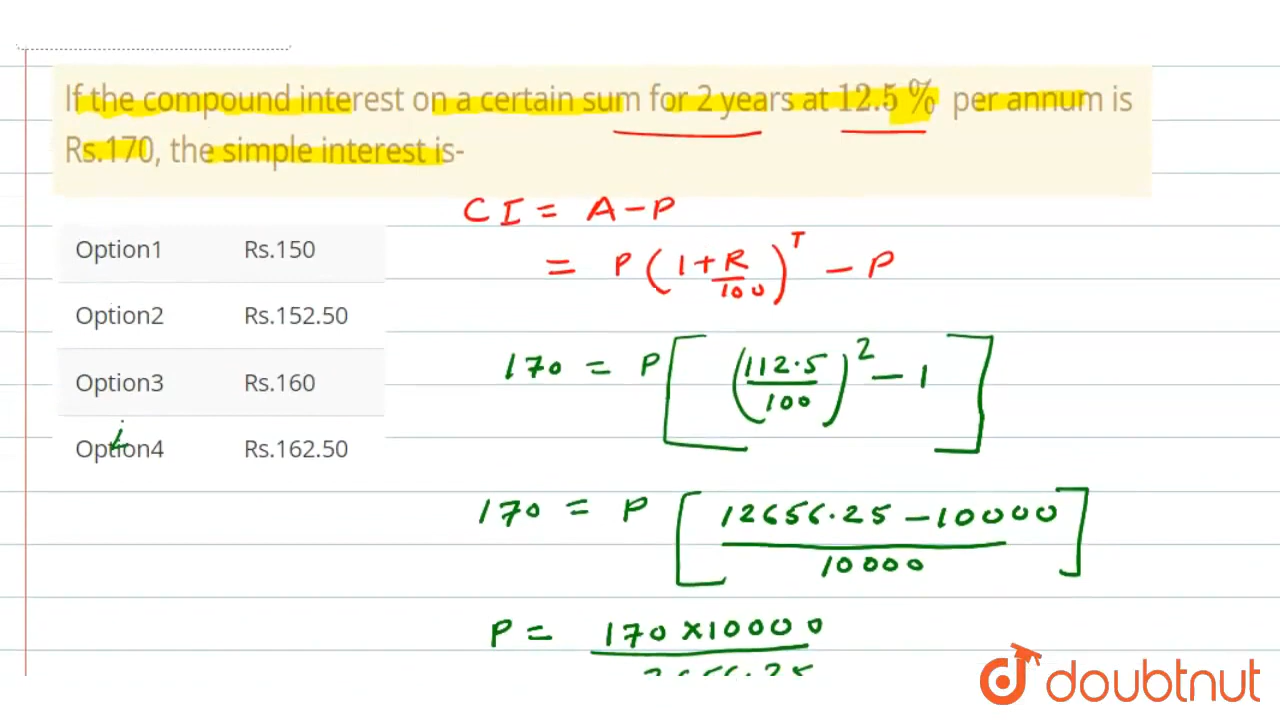 If the compound interest on a certain sum for 2 years at 12.5 % per annum is
Rs.170, the simple interest is-
Option1 Rs.150
Option2 Rs.152.50
Option3 Rs.160
Option4 Rs.162.50
CI = A - P
= P (1 + R/100)^T - P
170 = P [ (112.5/100)^2 - 1 ]
170 = P [ 12656.25 - 10000 / 10000 ]
P = 170 × 10000 / 2656.25
doubtnut